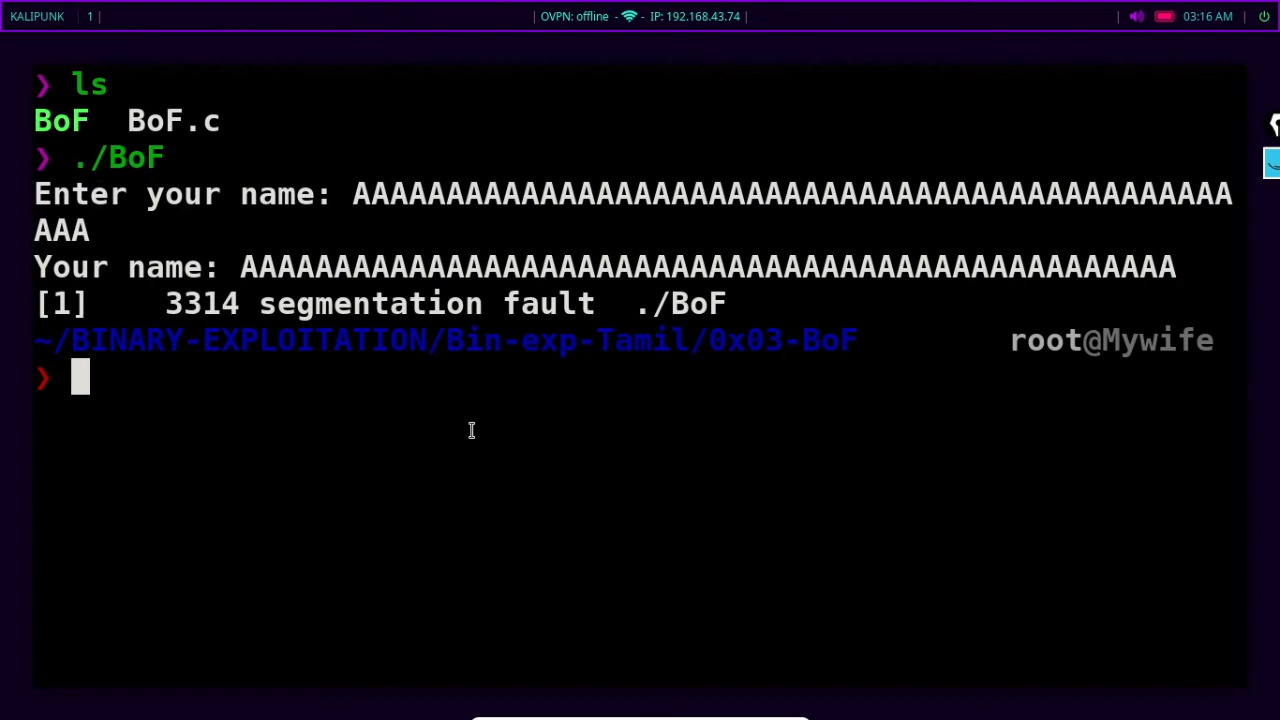 KALIPUNK | 1 | | OVPN: offline - - IP: 192.168.43.74 | | 03:16 AM |
❯ ls
BoF BoF.c
❯ ./BoF
Enter your name: AAAAAAAAAAAAAAAAAAAAAAAAAAAAAAAAAAAAAAAAAAAAAAA
AAA
Your name: AAAAAAAAAAAAAAAAAAAAAAAAAAAAAAAAAAAAAAAAAAAAAAAAAA
[1] 3314 segmentation fault ./BoF
~/BINARY-EXPLOITATION/Bin-exp-Tamil/0x03-BoF root@Mywife
❯